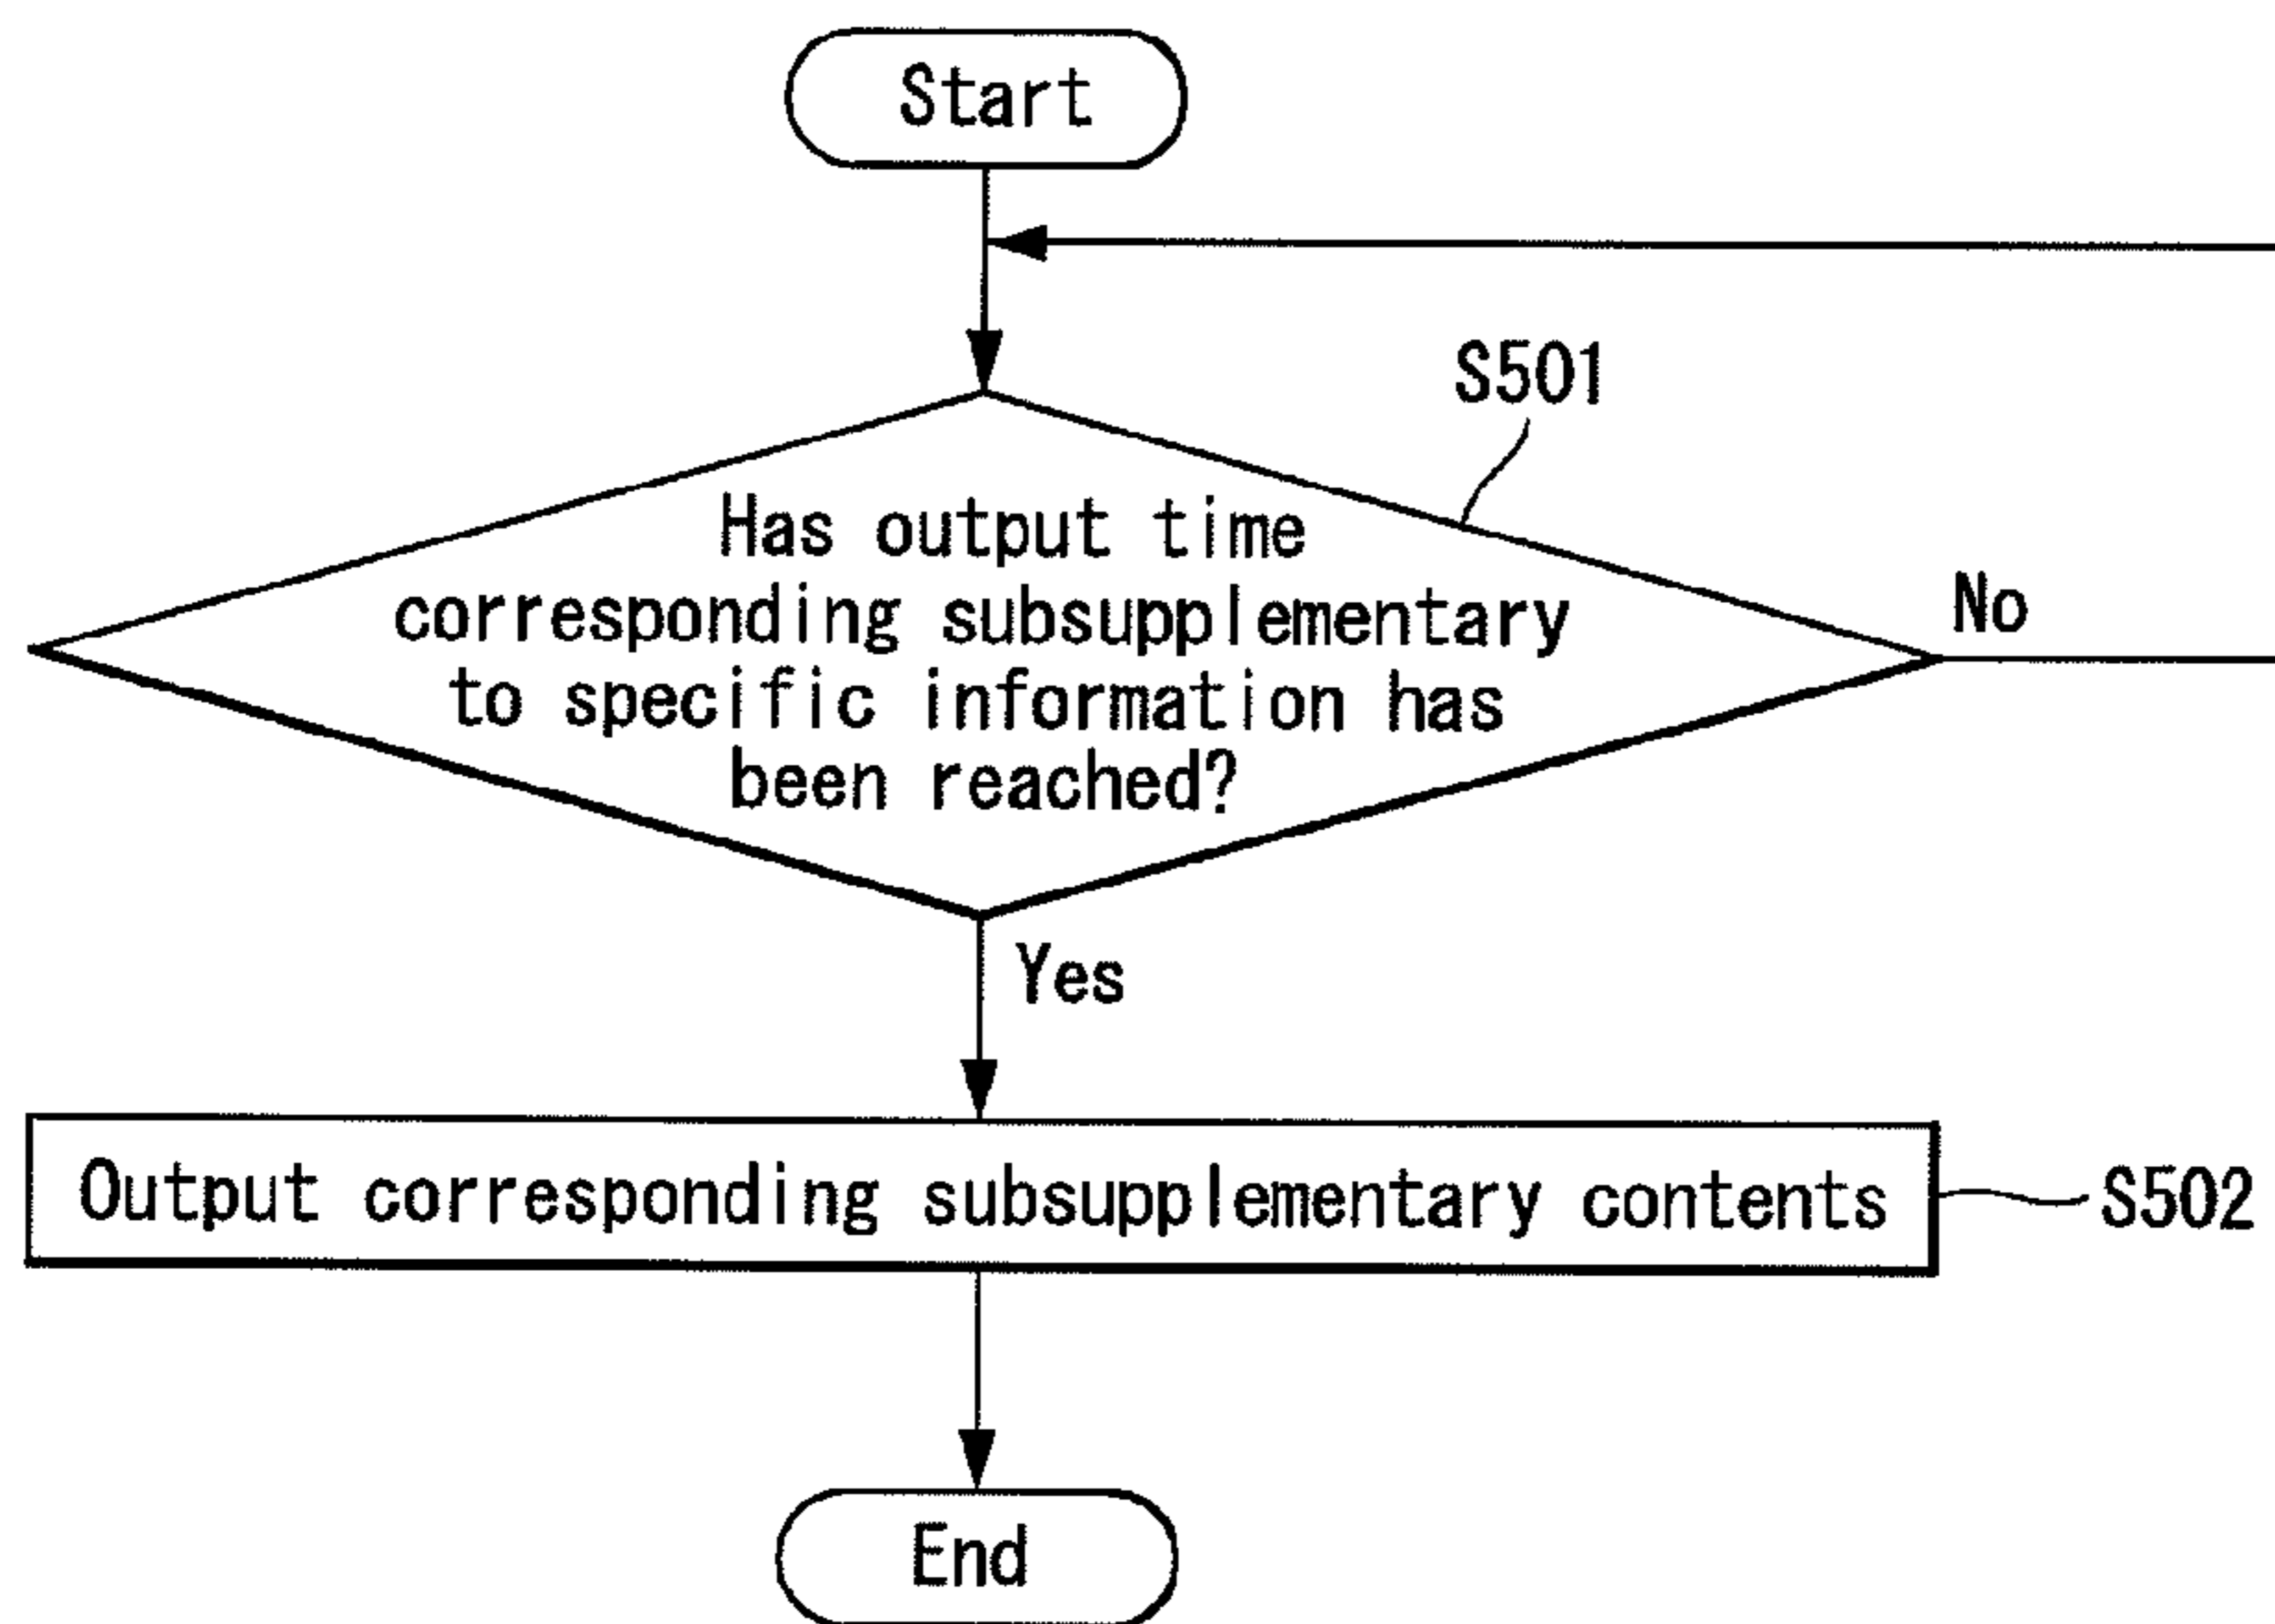 Start
S501
Has output time
corresponding subsupplementary
to specific information has
been reached?
No
Yes
Output corresponding subsupplementary contents
S502
End